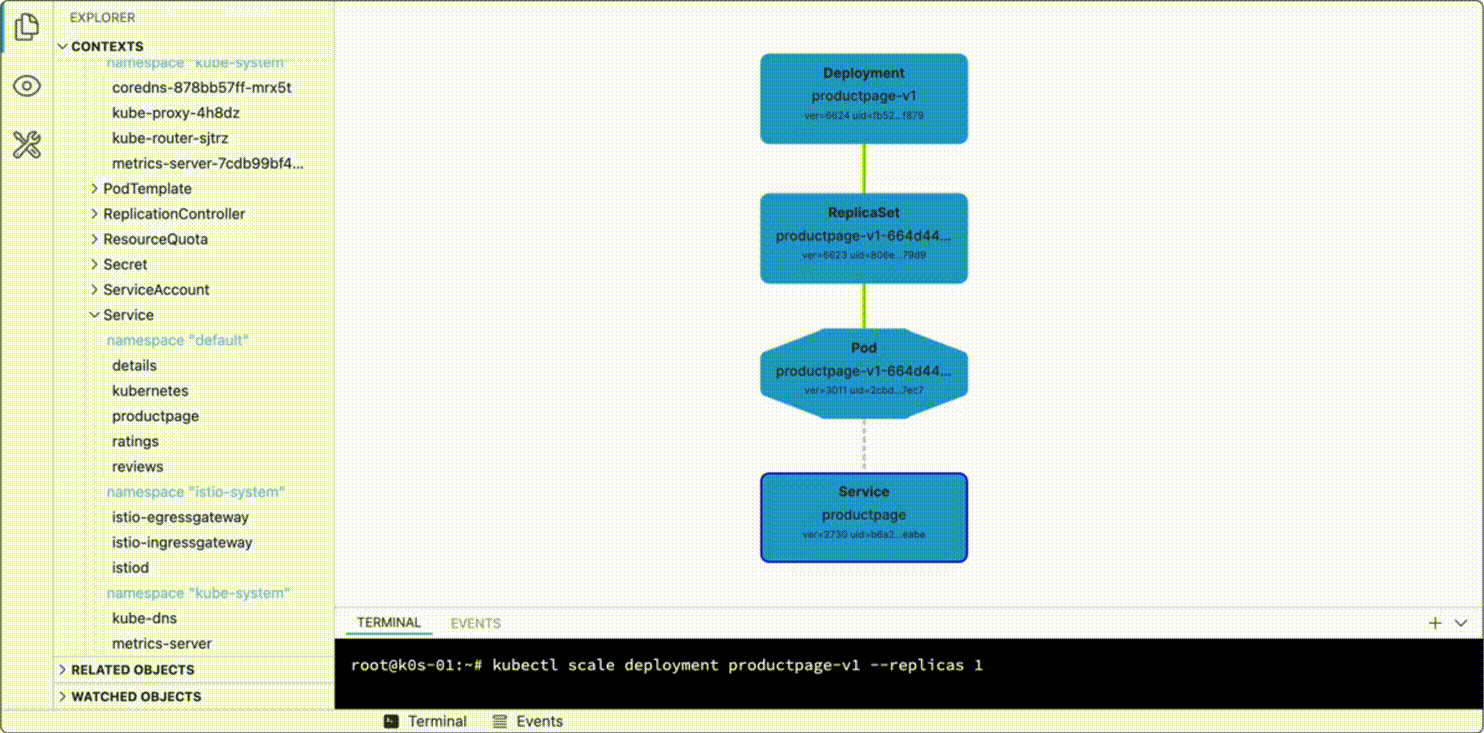 EXPLORER
CONTEXTS
namespace "kube-system"
coredns-878bb57ff-mrx5t
kube-proxy-4h8dz
kube-router-sjtrz
metrics-server-7cdb99bf4...
PodTemplate
ReplicationController
ResourceQuota
Secret
ServiceAccount
Service
namespace "default"
details
kubernetes
productpage
ratings
reviews
namespace "istio-system"
istio-egressgateway
istio-ingressgateway
istiod
namespace "kube-system"
kube-dns
metrics-server
RELATED OBJECTS
WATCHED OBJECTS
Deployment
productpage-v1
ver=6624 uid=fb52...f879
ReplicaSet
productpage-v1-664d44...
ver=6623 uid=806e...79d9
Pod
productpage-v1-664d44...
ver=3011 uid=2cbd...7ec7
Service
productpage
ver=2730 uid=b6a2...eabe
TERMINAL EVENTS
root@k0s-01:~# kubectl scale deployment productpage-v1 --replicas 1
Terminal Events